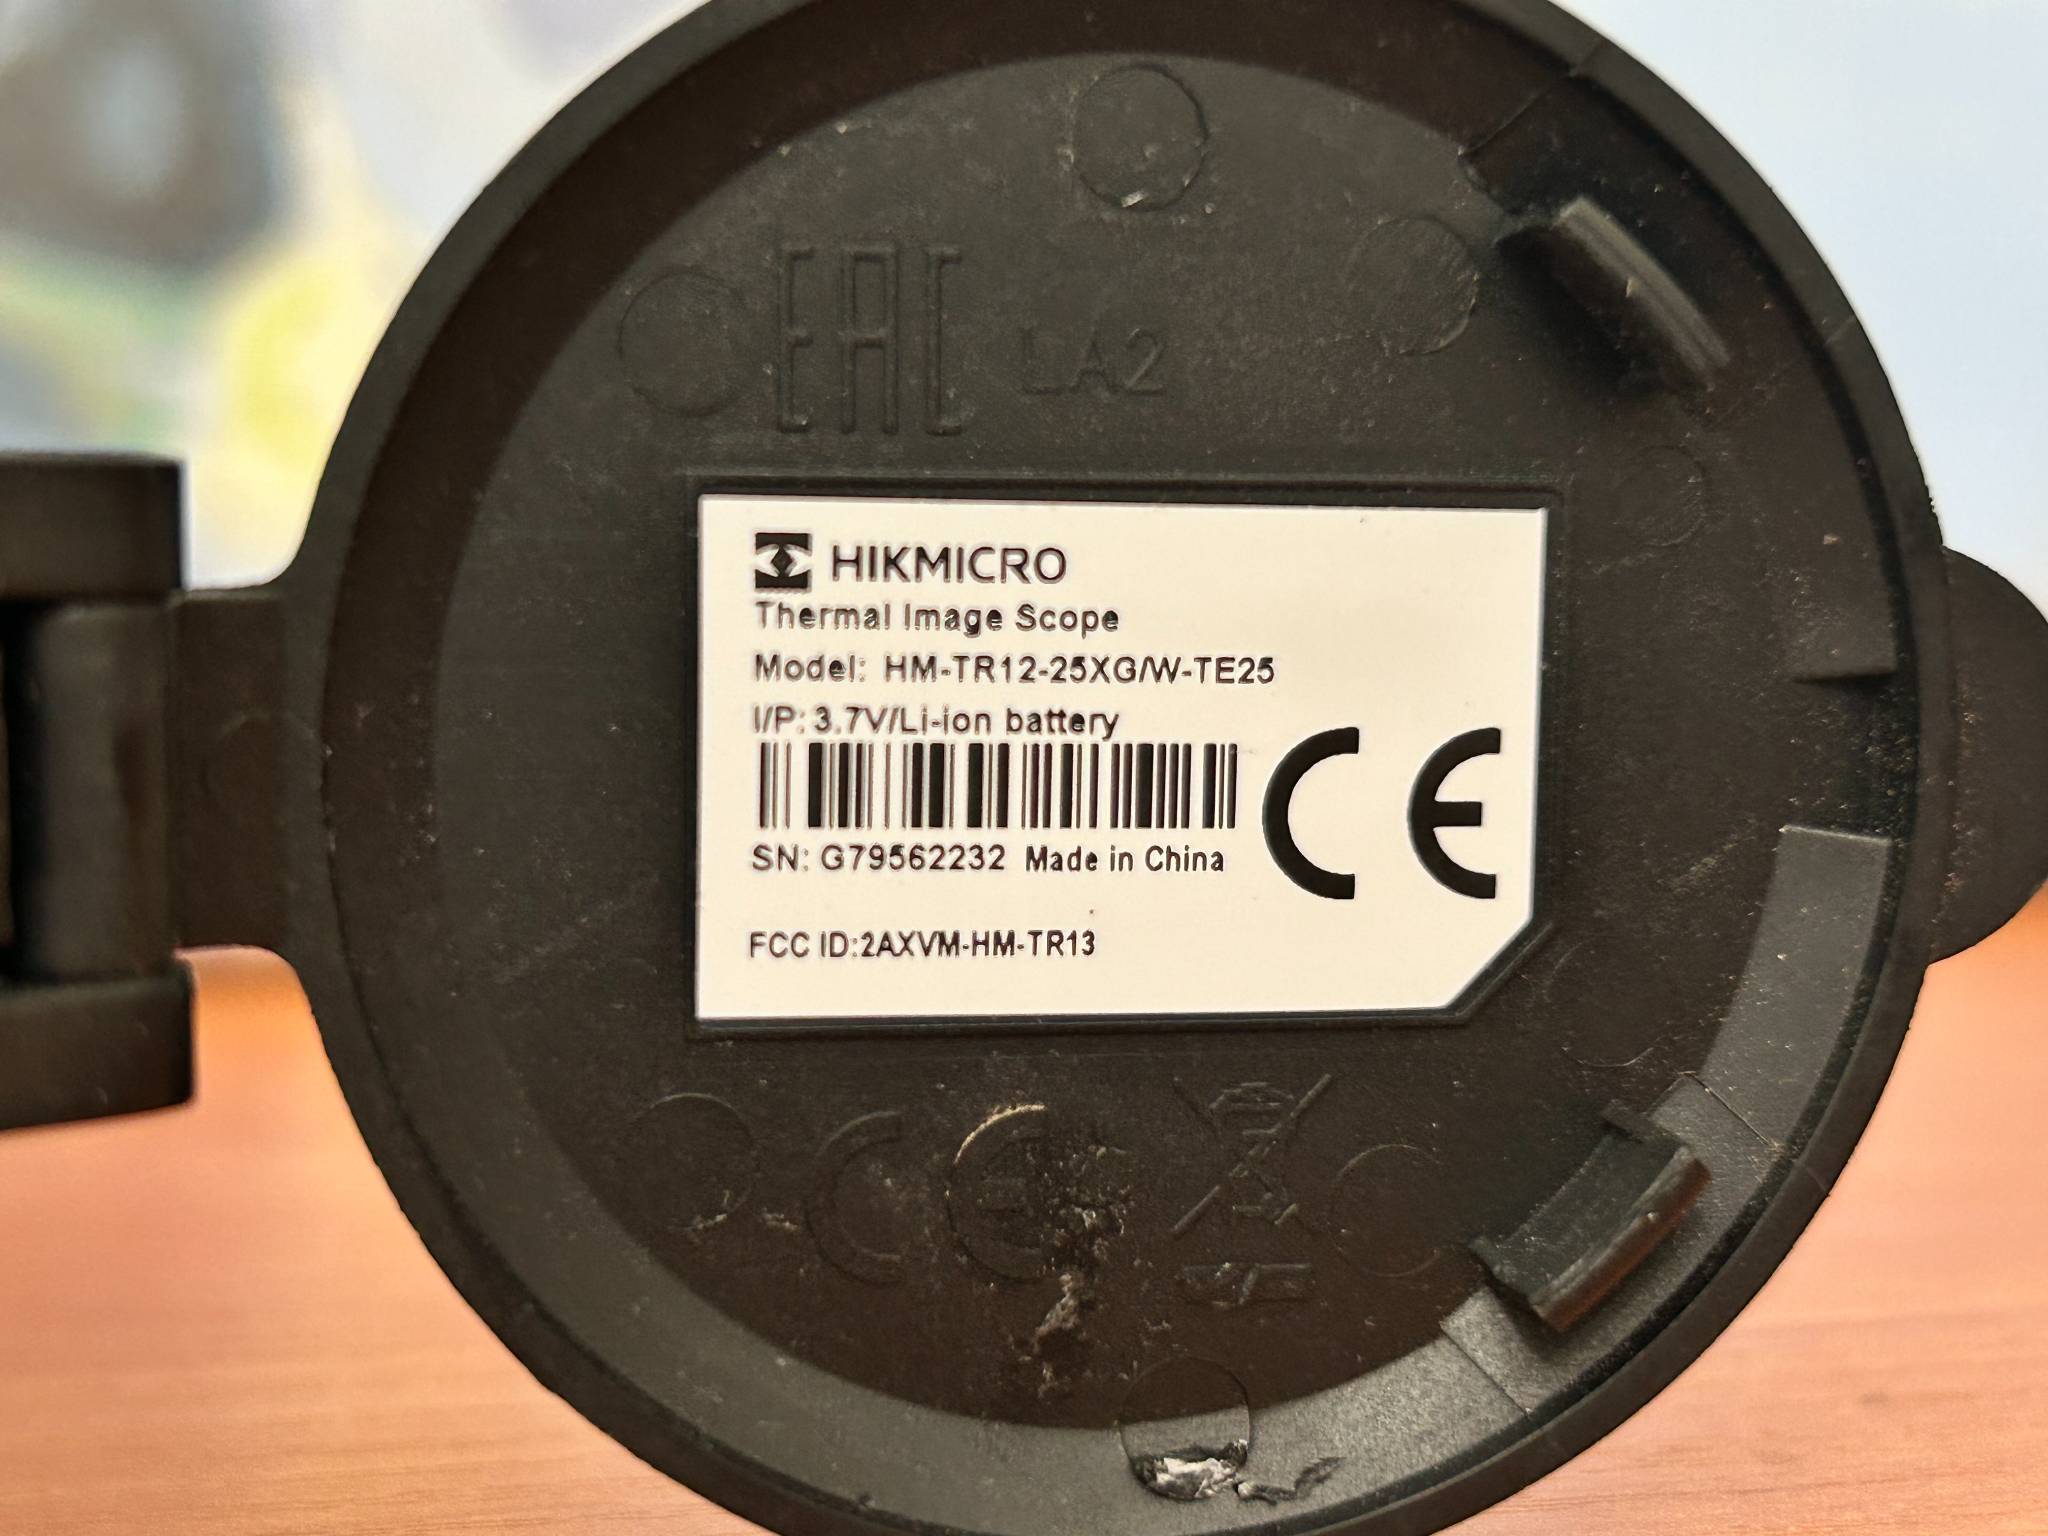 EAC
LA2
HIKMICRO
Thermal Image Scope
Model: HM-TR12-25XG/W-TE25
I/P: 3.7V/Li-ion battery
SN: G79562232 Made in China
CE
FCC ID:2AXVM-HM-TR13
CE